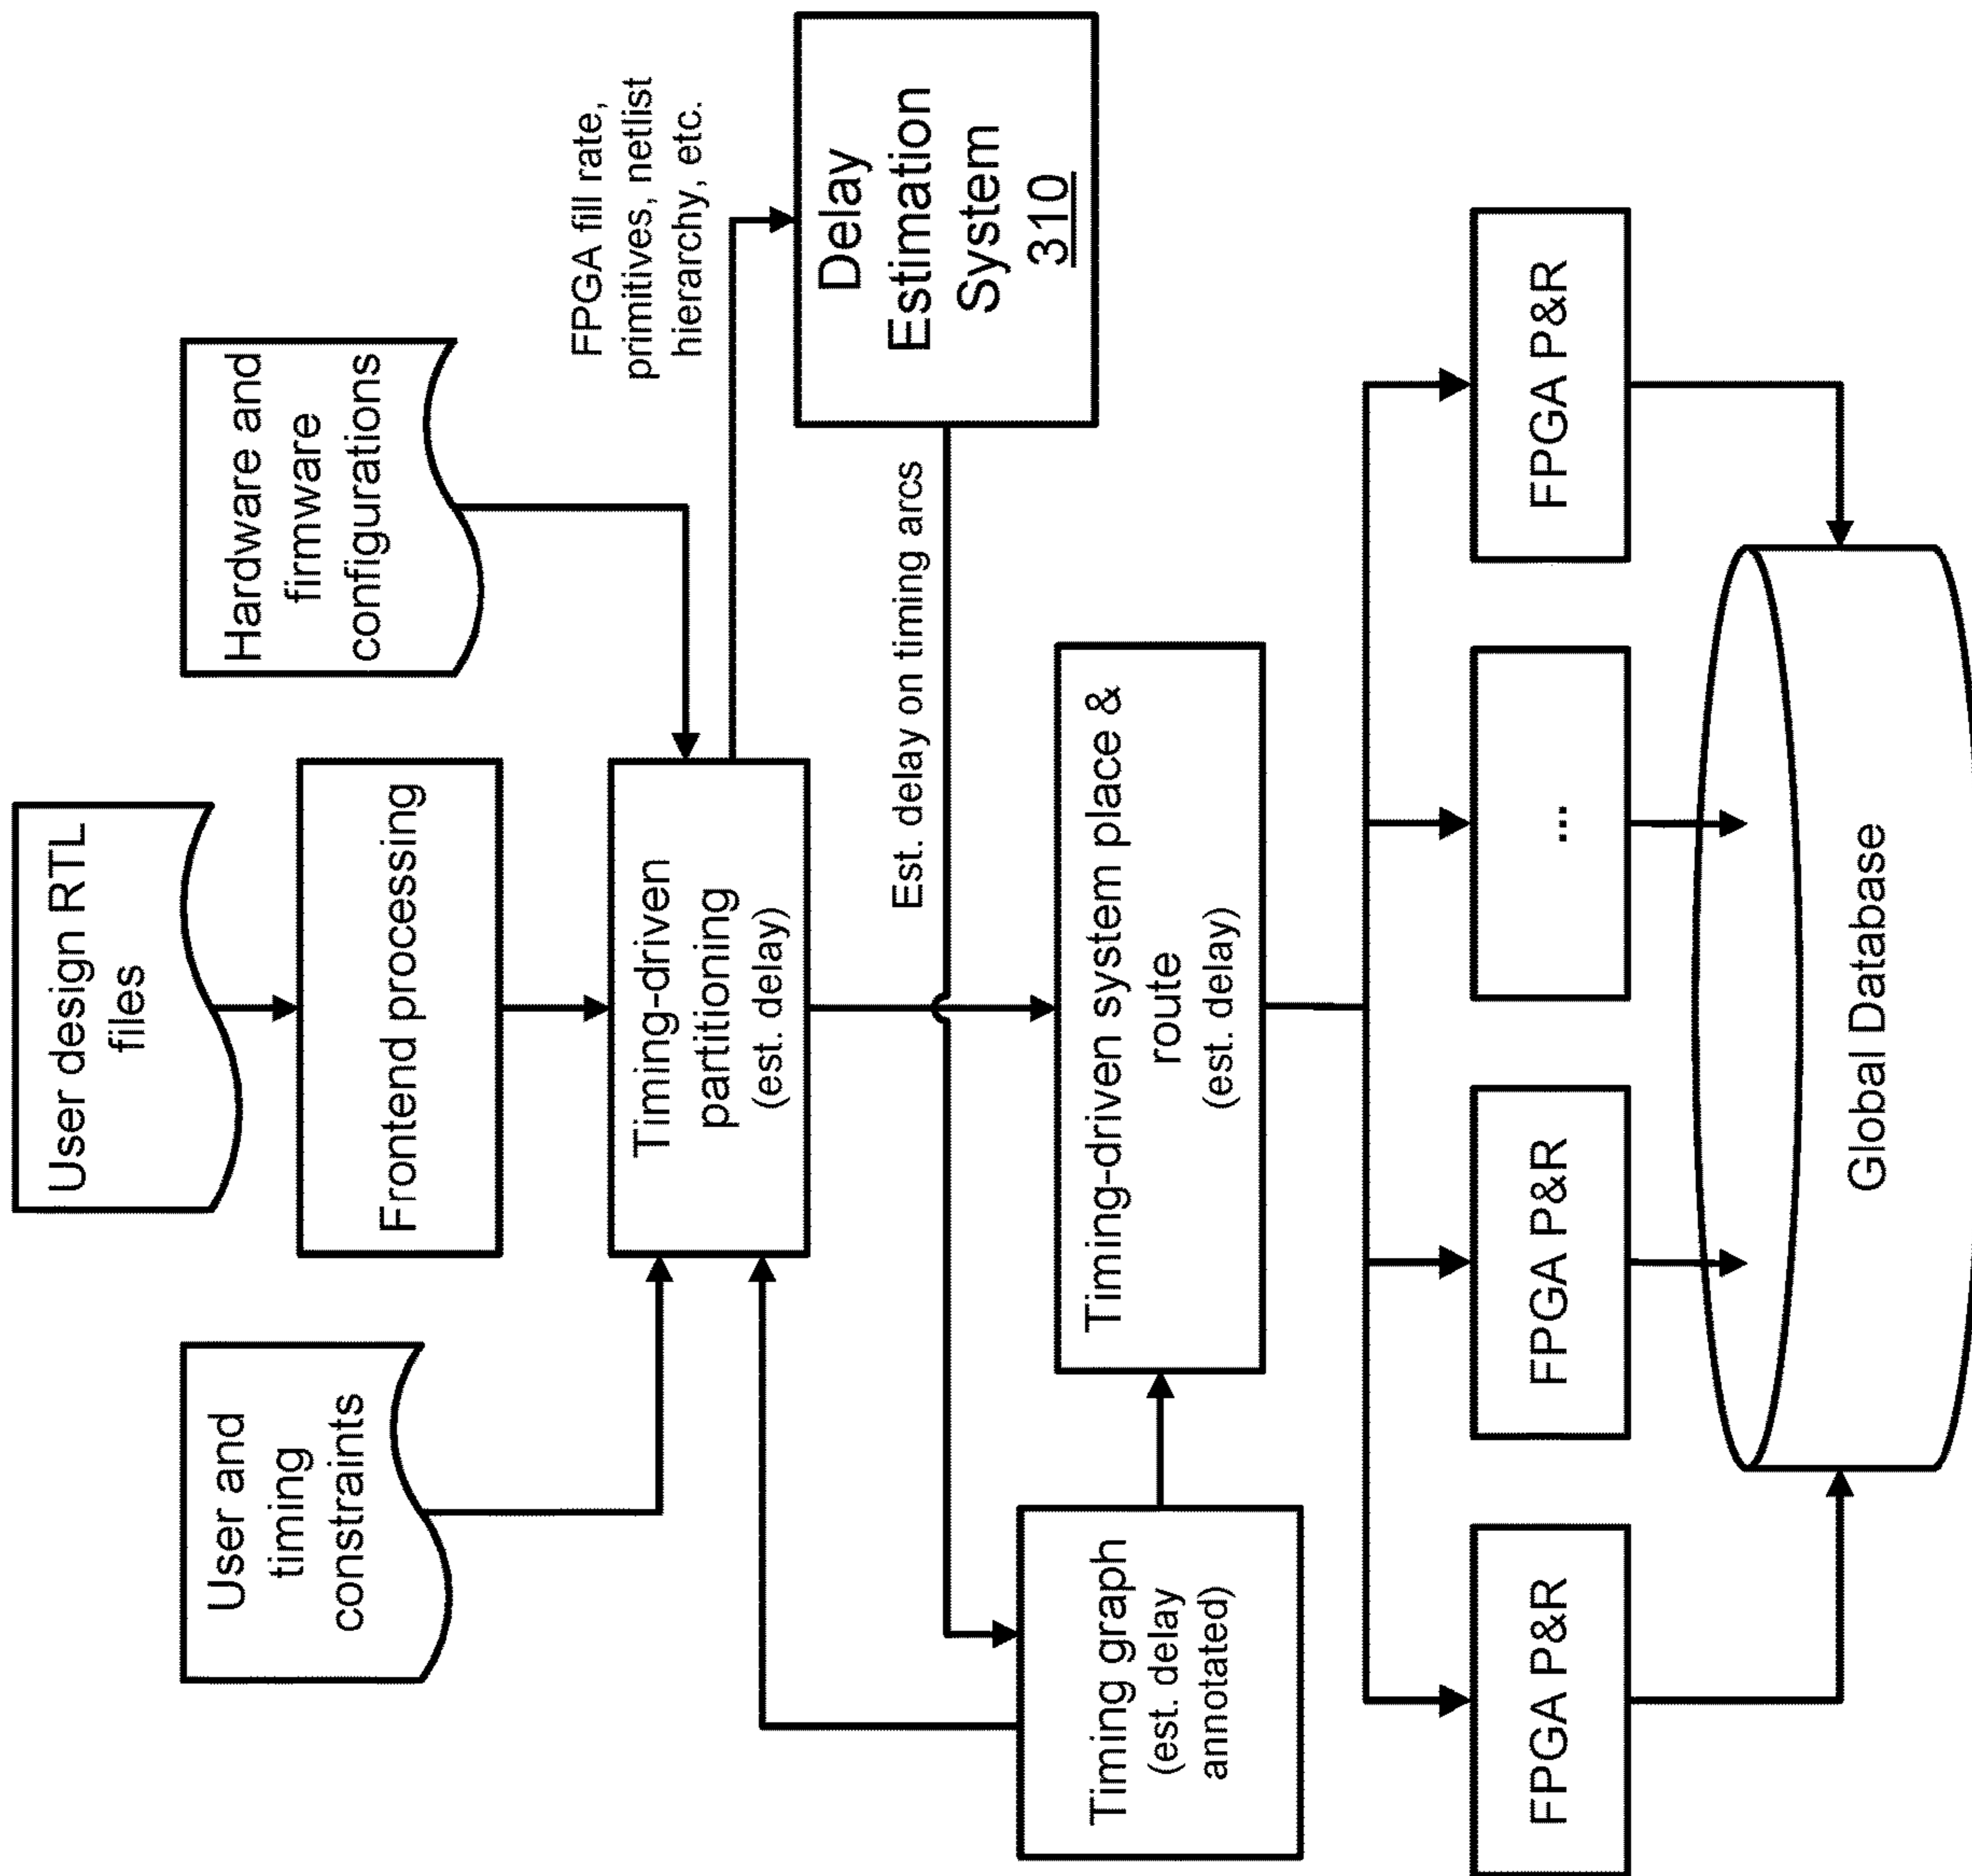 User design RTL
files
Frontend processing
User and
timing
constraints
Hardware and
firmware
configurations
Timing-driven
partitioning
(est. delay)
FPGA fill rate,
primitives, netlist
hierarchy, etc.
Delay
Estimation
System
310
Est. delay on timing arcs
Timing graph
(est. delay
annotated)
Timing-driven system place &
route
(est. delay)
FPGA P&R
FPGA P&R
...
FPGA P&R
Global Database